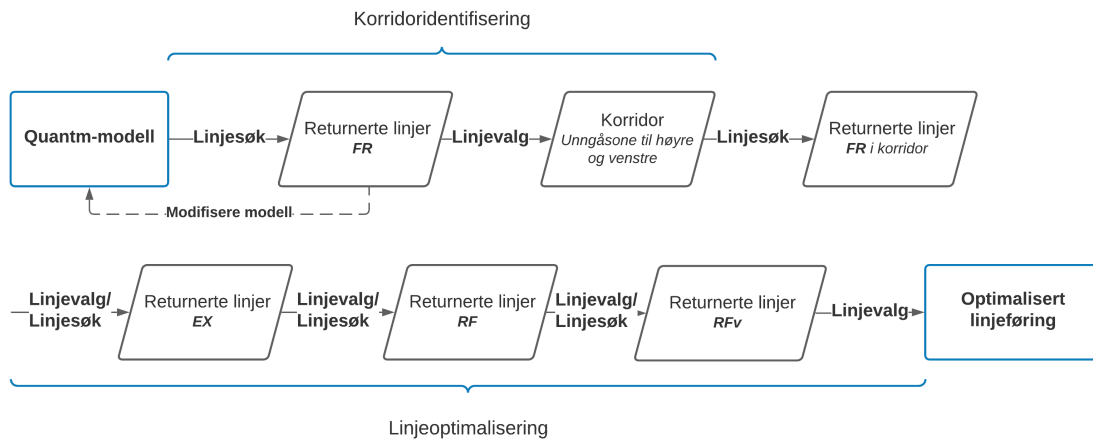 Korridoridentifisering
Quantm-modell
Linjesøk
Returnerte linjer
FR
Linjevalg
Korridor
Unngåsone til høyre
og venstre
Linjesøk
Returnerte linjer
FR i korridor
Modifisere modell
Linjevalg/
Linjesøk
Returnerte linjer
EX
Linjevalg/
Linjesøk
Returnerte linjer
RF
Linjevalg/
Linjesøk
Returnerte linjer
RFv
Linjevalg
Optimalisert
linjeføring
Linjeoptimalisering